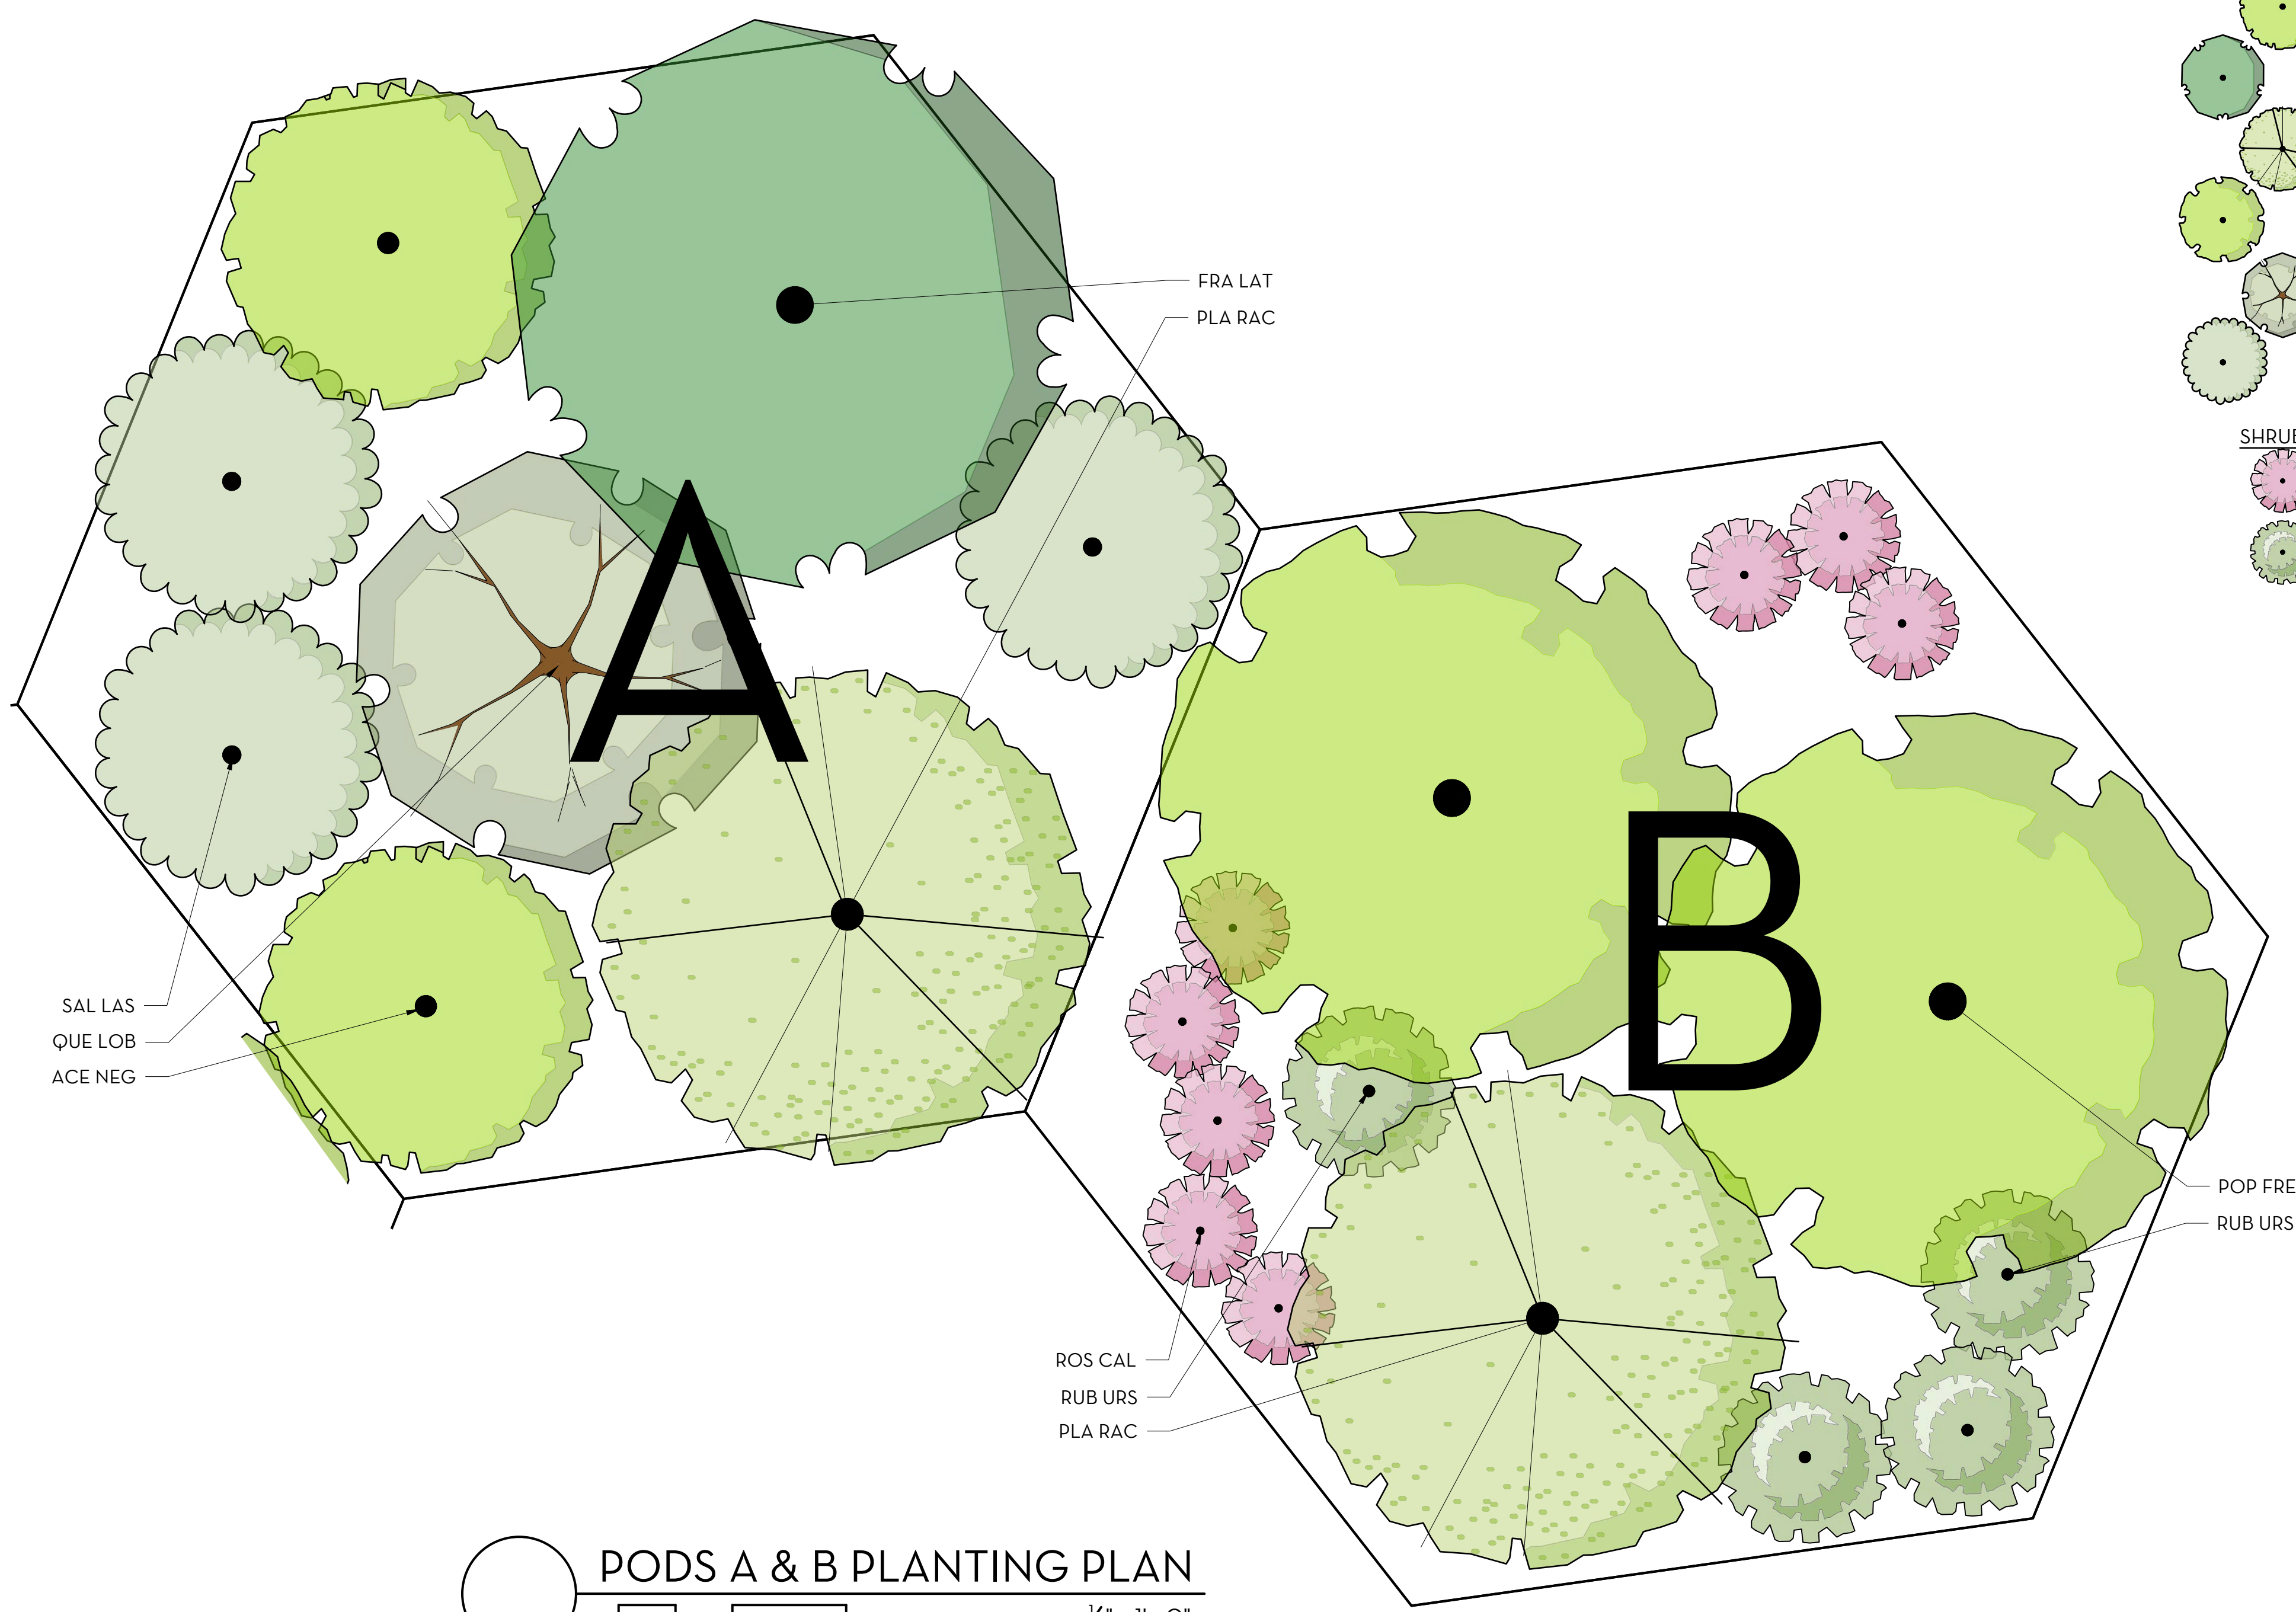 FRA LAT
PLA RAC
SHRUB
A
B
SAL LAS
QUE LOB
ACE NEG
POP FRE
RUB URS
ROS CAL
RUB URS
PLA RAC
PODS A & B PLANTING PLAN